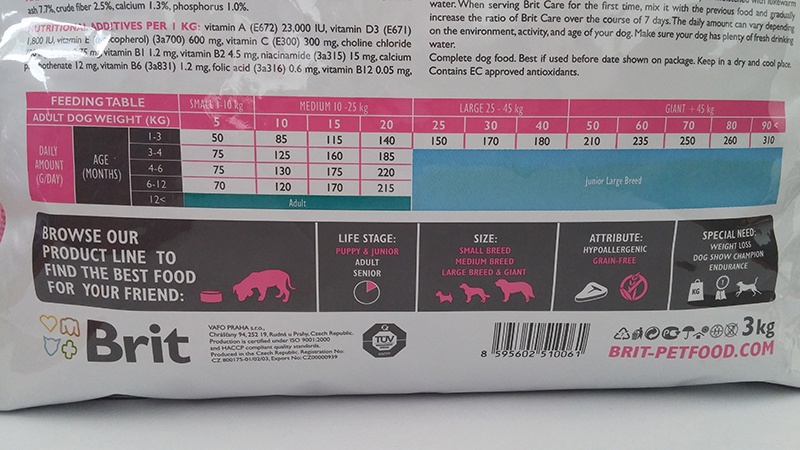 ash 7.7%, crude fiber 2.5%, calcium 1.3%, phosphorus 1.0%.
NUTRITIONAL ADDITIVES PER 1 KG: vitamin A (E672) 23,000 IU, vitamin D3 (E671)
1,800 IU, vitamin E (tocopherol) (3a700) 600 mg, vitamin C (E300) 300 mg, choline chloride
75 mg, vitamin B1 1.2 mg, vitamin B2 4.5 mg, niacinamide (3a315) 15 mg, calcium
pantothenate 12 mg, vitamin B6 (3a831) 1.2 mg, folic acid (3a316) 0.6 mg, vitamin B12 0.05 mg,
lukewarm
water. When serving Brit Care for the first time, mix it with the previous food and gradually
increase the ratio of Brit Care over the course of 7 days. The daily amount can vary depending
on the environment, activity, and age of your dog. Make sure your dog has plenty of fresh drinking
water.
Complete dog food. Best if used before date shown on package. Keep in a dry and cool place.
Contains EC approved antioxidants.
FEEDING TABLE SMALL 1-10 kg MEDIUM 10 -25 kg LARGE 25 - 45 kg GIANT + 45 kg
ADULT DOG WEIGHT (KG) 5 10 15 20 25 30 40 50 60 70 80 90 <
DAILY AMOUNT (G/DAY) AGE (MONTHS)
1-3 50 85 115 140 150 170 180 210 235 250 260 310
3-4 75 125 160 185
4-6 75 130 175 220
6-12 70 120 170 215
12< Adult
Junior Large Breed
BROWSE OUR
PRODUCT LINE TO
FIND THE BEST FOOD
FOR YOUR FRIEND:
LIFE STAGE:
PUPPY & JUNIOR
ADULT
SENIOR
SIZE:
SMALL BREED
MEDIUM BREED
LARGE BREED & GIANT
ATTRIBUTE:
HYPOALLERGENIC
GRAIN-FREE
SPECIAL NEED:
WEIGHT LOSS
DOG SHOW CHAMPION
ENDURANCE
KG
1
Brit
VAFO PRAHA s.r.o.,
Chrášťany 94, 252 19, Rudná u Prahy, Czech Republic.
Production is certified under ISO 9001:2000
and HACCP compliant quality standards.
Produced in the Czech Republic, Registration No:
CZ 800175-01/02/03, Export No: CZ00000939
TÜV
8 595602 510061
3kg
BRIT-PETFOOD.COM